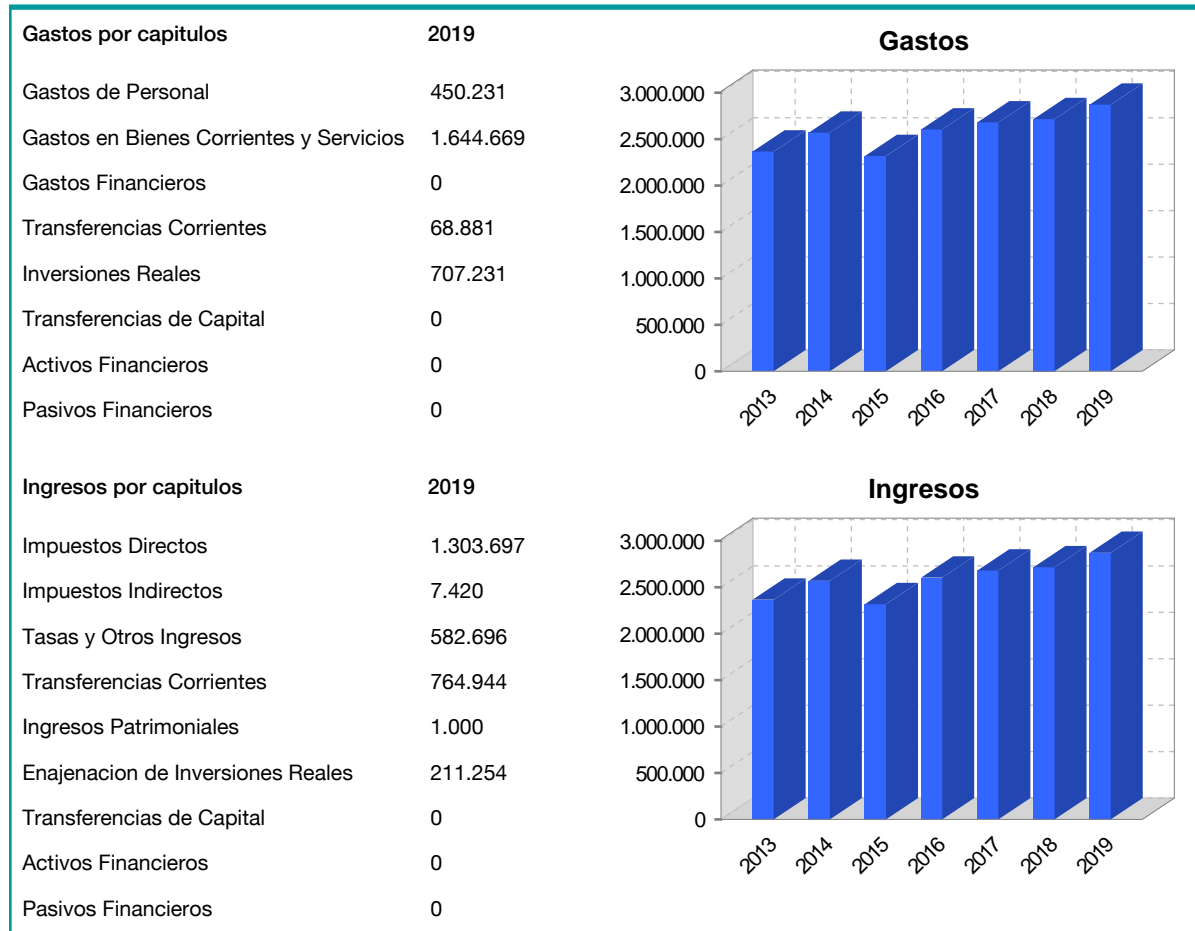 Gastos por capitulos 2019
Gastos de Personal 450.231
Gastos en Bienes Corrientes y Servicios 1.644.669
Gastos Financieros 0
Transferencias Corrientes 68.881
Inversiones Reales 707.231
Transferencias de Capital 0
Activos Financieros 0
Pasivos Financieros 0
Gastos
3.000.000
2.500.000
2.000.000
1.500.000
1.000.000
500.000
0
2013 2014 2015 2016 2017 2018 2019
Ingresos por capitulos 2019
Impuestos Directos 1.303.697
Impuestos Indirectos 7.420
Tasas y Otros Ingresos 582.696
Transferencias Corrientes 764.944
Ingresos Patrimoniales 1.000
Enajenacion de Inversiones Reales 211.254
Transferencias de Capital 0
Activos Financieros 0
Pasivos Financieros 0
Ingresos
3.000.000
2.500.000
2.000.000
1.500.000
1.000.000
500.000
0
2013 2014 2015 2016 2017 2018 2019